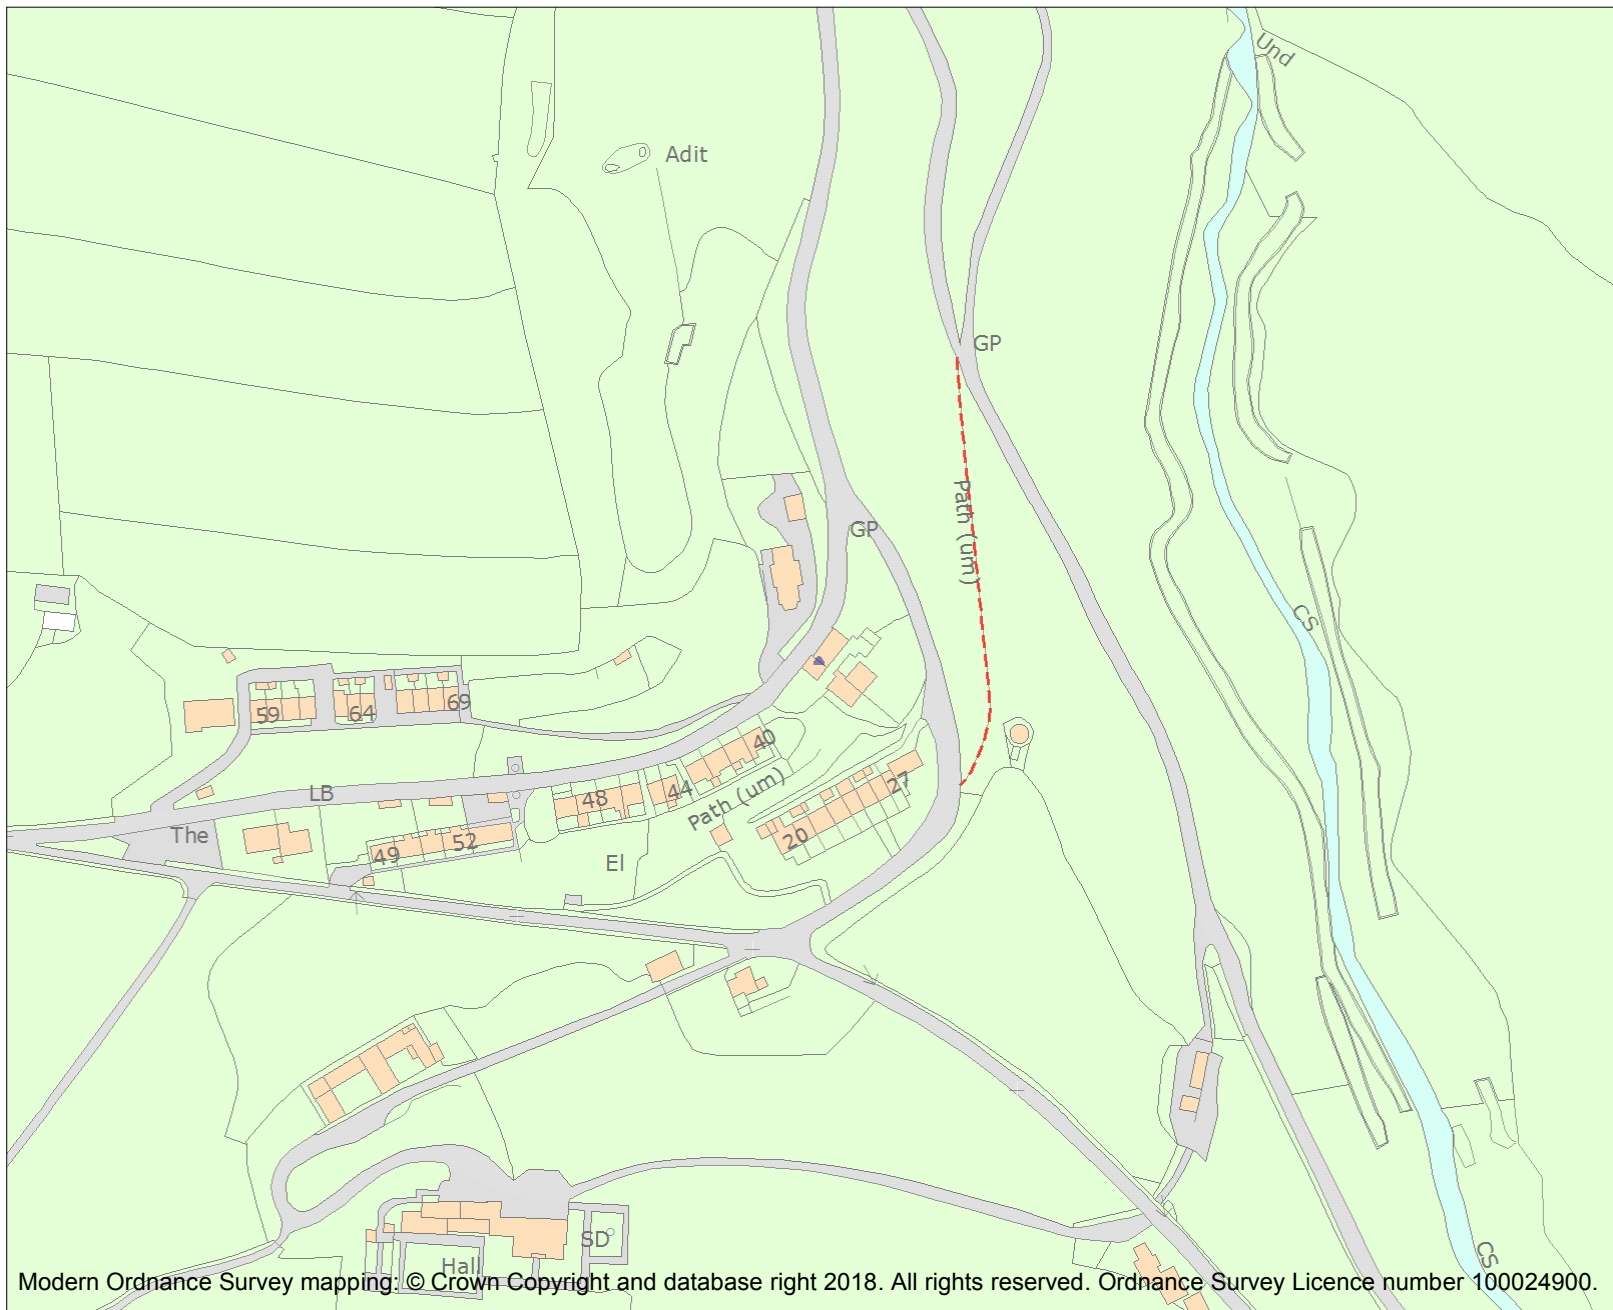 Und
Adit
GP
Path (um)
GP
CS
59
64
69
40
LB
48
44
Path (um)
27
The
49
52
20
El
SD
Hall
CS
Modern Ordnance Survey mapping: © Crown Copyright and database right 2018. All rights reserved. Ordnance Survey Licence number 100024900.